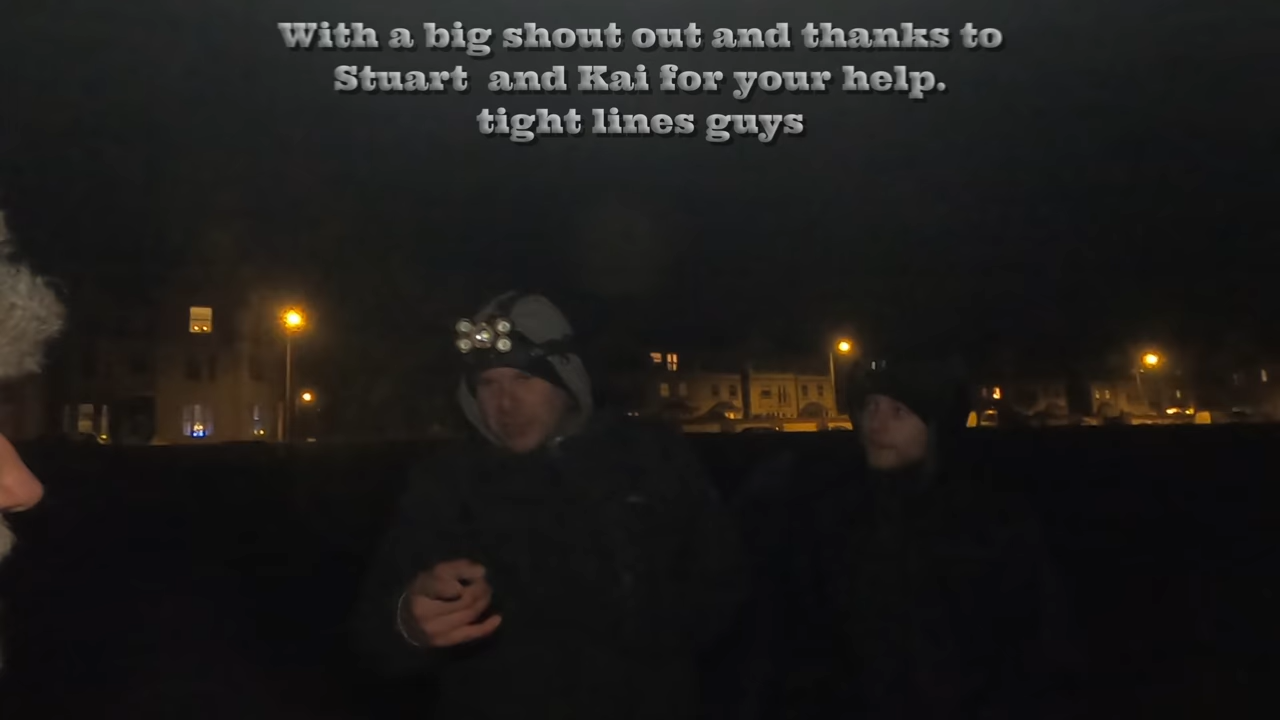 With a big shout out and thanks to
Stuart  and Kai for your help.
tight lines guys